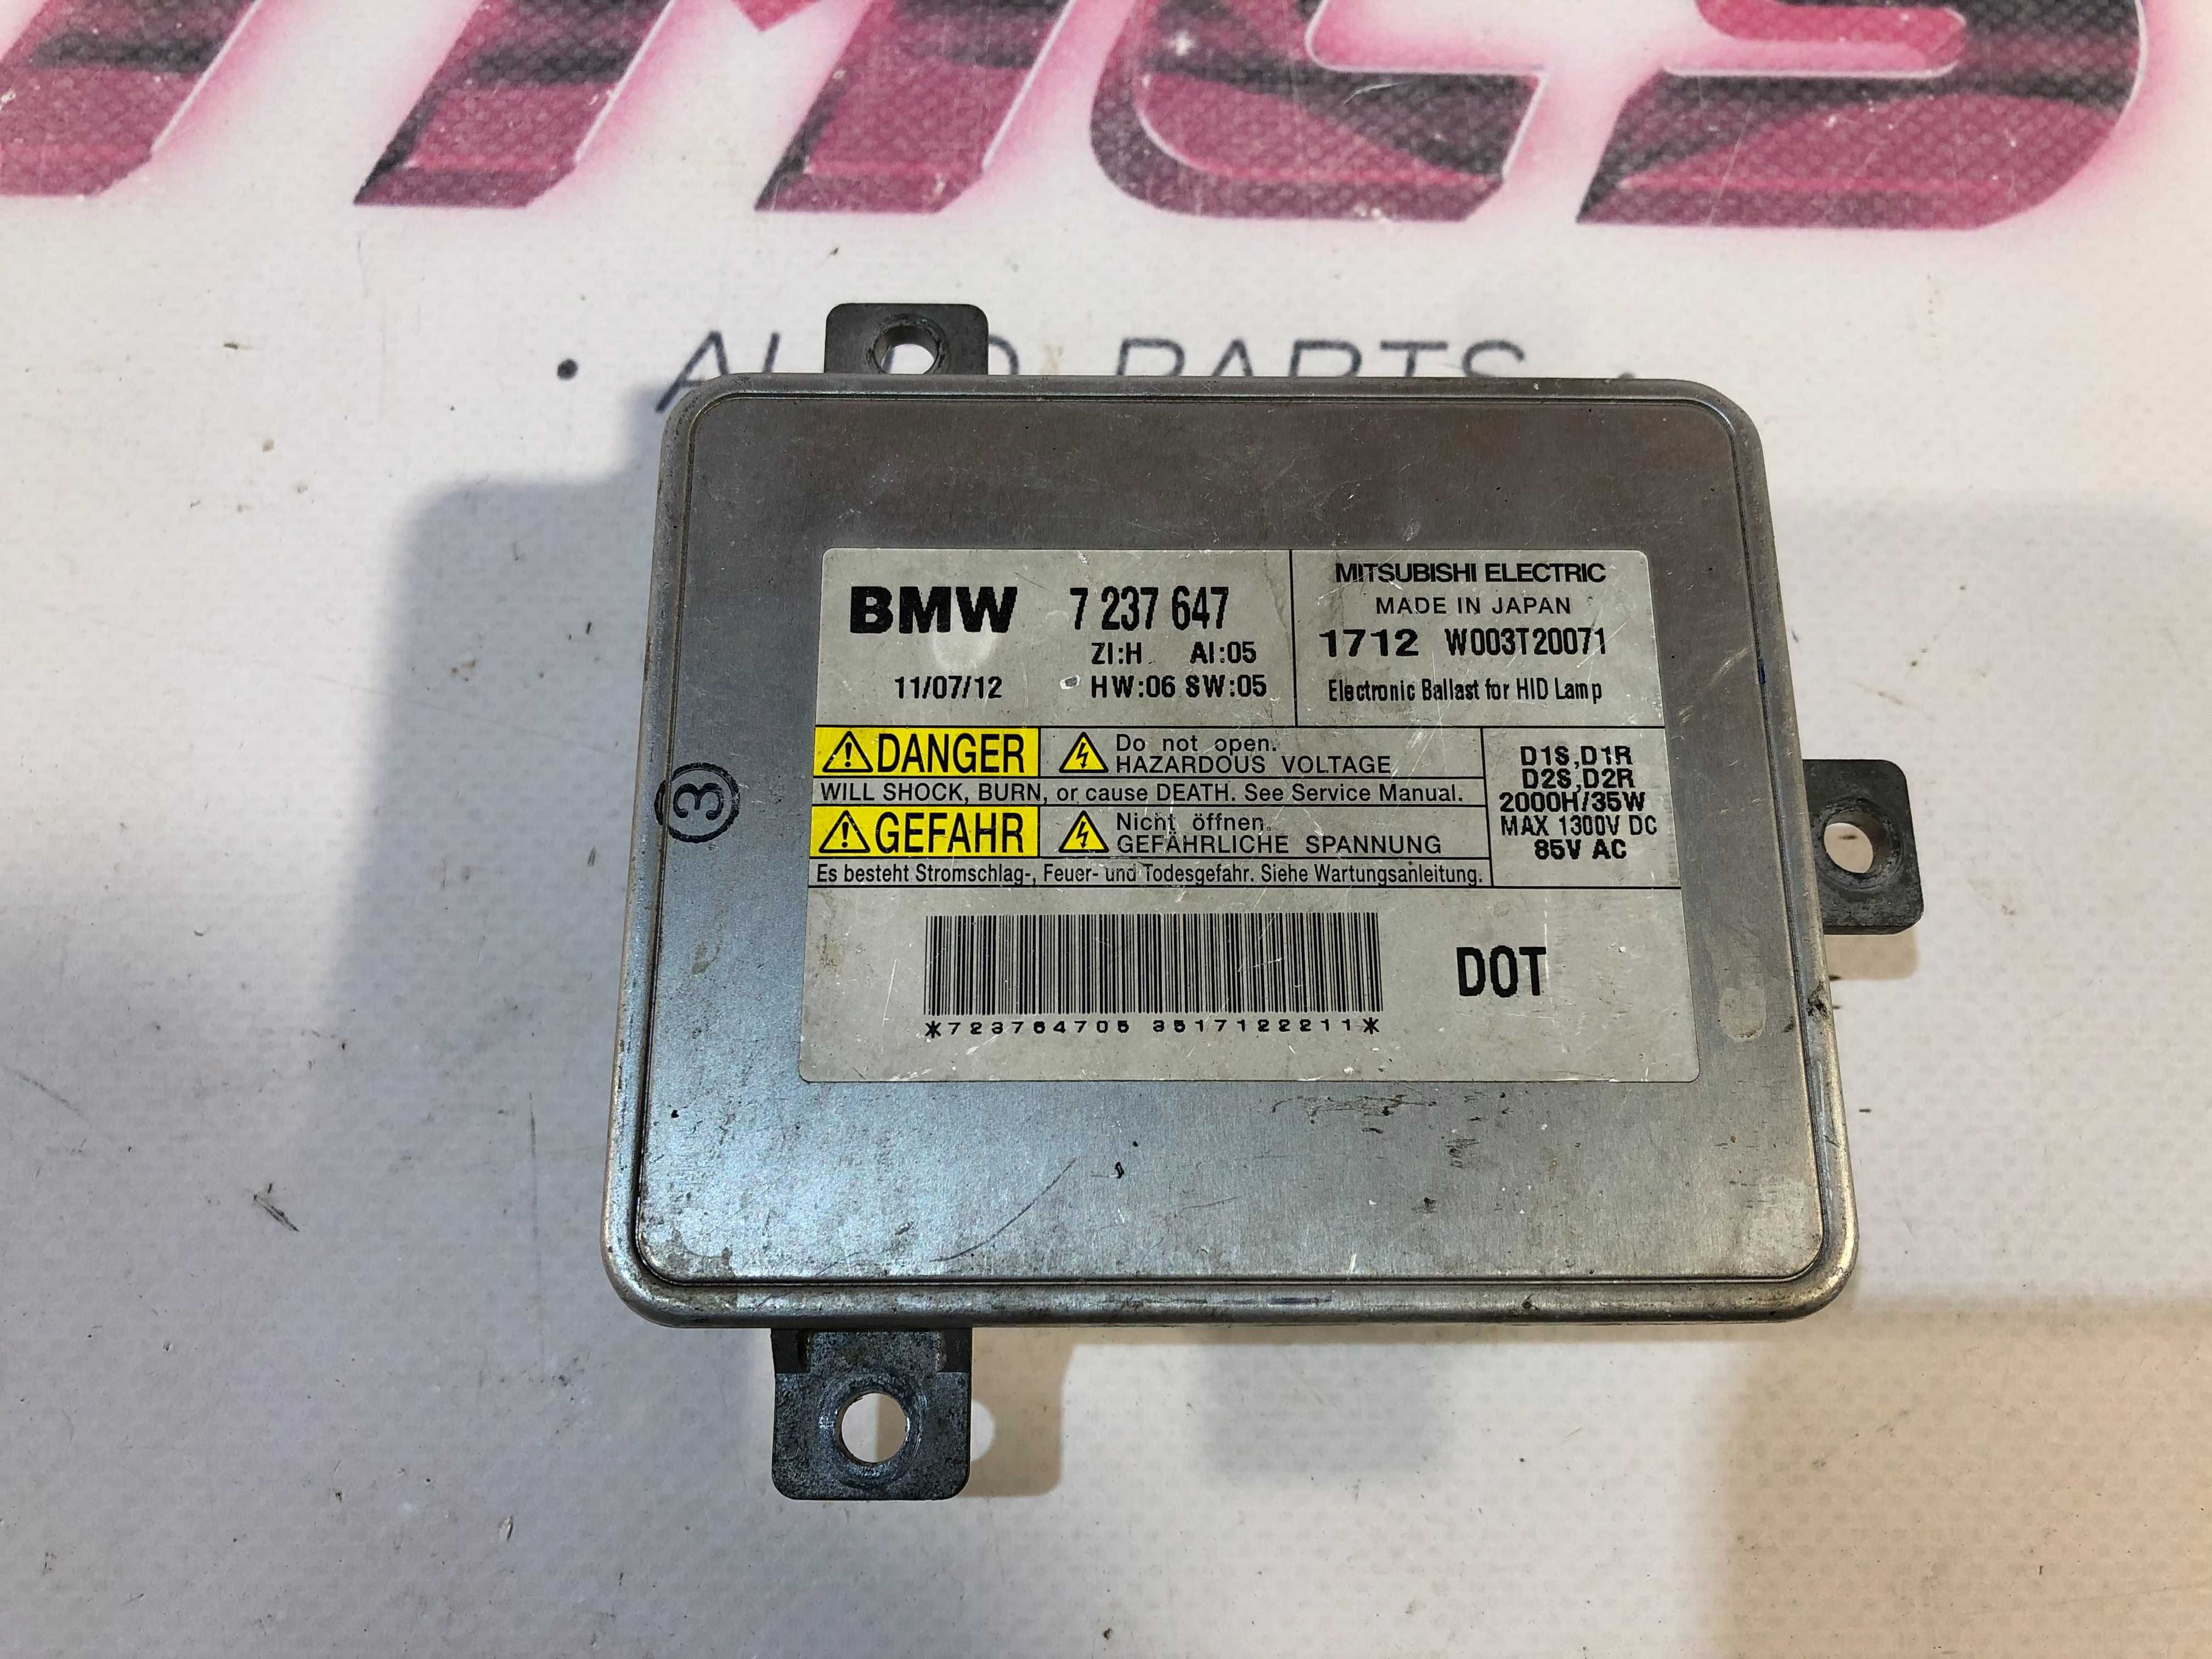 AUTO PARTS
BMW 7 237 647
ZI:H AI:05
11/07/12 HW:06 SW:05
MITSUBISHI ELECTRIC
MADE IN JAPAN
1712 W003T20071
Electronic Ballast for HID Lamp
DANGER
Do not open.
HAZARDOUS VOLTAGE
WILL SHOCK, BURN, or cause DEATH. See Service Manual.
GEFAHR
Nicht öffnen.
GEFÄHRLICHE SPANNUNG
Es besteht Stromschlag-, Feuer- und Todesgefahr. Siehe Wartungsanleitung.
D1S,D1R
D2S,D2R
2000H/35W
MAX 1300V DC
85V AC
*723764705 3517122211*
DOT
3